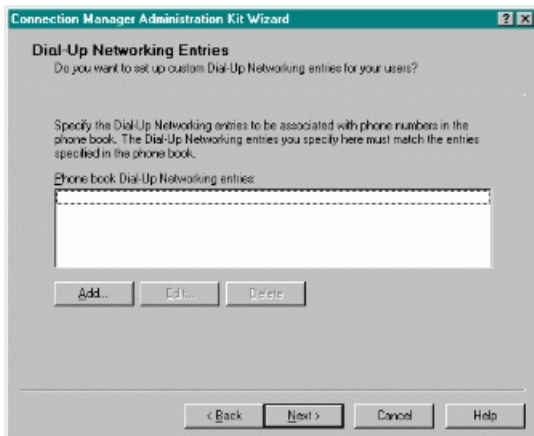 Connection Manager Administration Kit Wizard
Dial-Up Networking Entries
Do you want to set up custom Dial-Up Networking entries for your users?
Specify the Dial-Up Networking entries to be associated with phone numbers in the
phone book. The Dial-Up Networking entries you specify here must match the entries
specified in the phone book.
Phone book Dial-Up Networking entries:
Add... Edit... Delete
< Back Next > Cancel Help